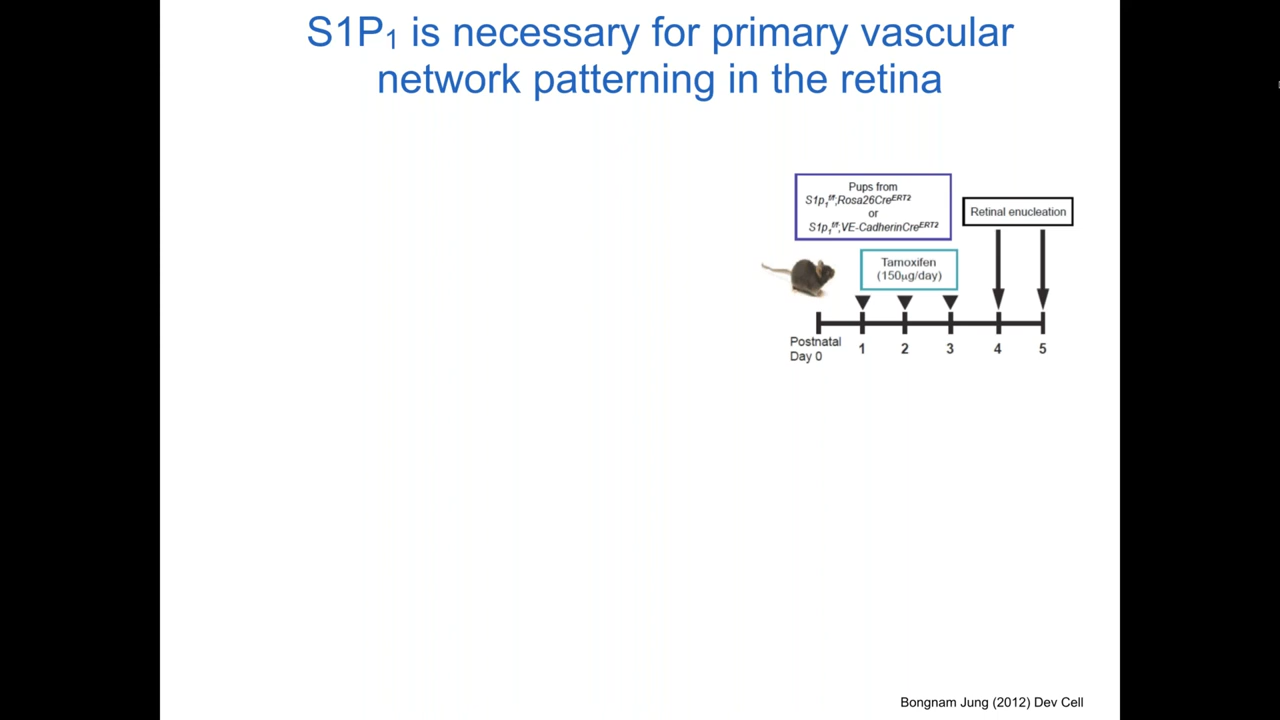 S1P₁ is necessary for primary vascular
network patterning in the retina
Pups from
S1p₁ᶠ/ᶠ;Rosa26Creᴱᴿᵀ²
or
S1p₁ᶠ/ᶠ;VE-CadherinCreᴱᴿᵀ²
Retinal enucleation
Tamoxifen
(150µg/day)
Postnatal
Day 0
1 2 3 4 5
Bongnam Jung (2012) Dev Cell